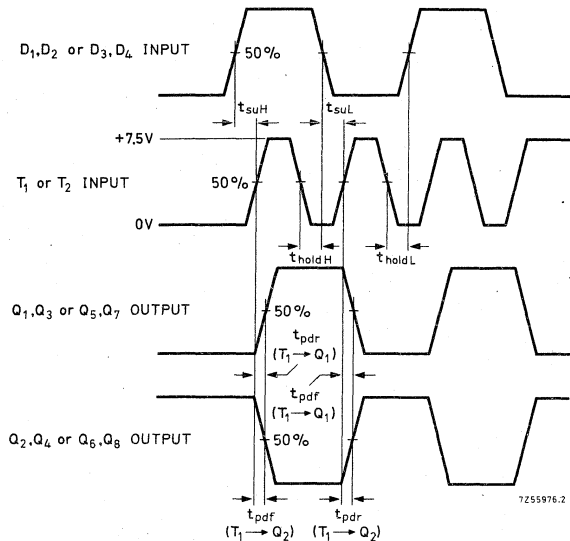 D1,D2 or D3,D4 INPUT
50%
tsuH
tsuL
+7.5V
T1 or T2 INPUT
50%
0V
tholdH
tholdL
Q1,Q3 or Q5,Q7 OUTPUT
50%
tpdr
(T1→Q1)
tpdf
(T1→Q1)
Q2,Q4 or Q6,Q8 OUTPUT
50%
7Z55976.2
tpdf
(T1→Q2)
tpdr
(T1→Q2)